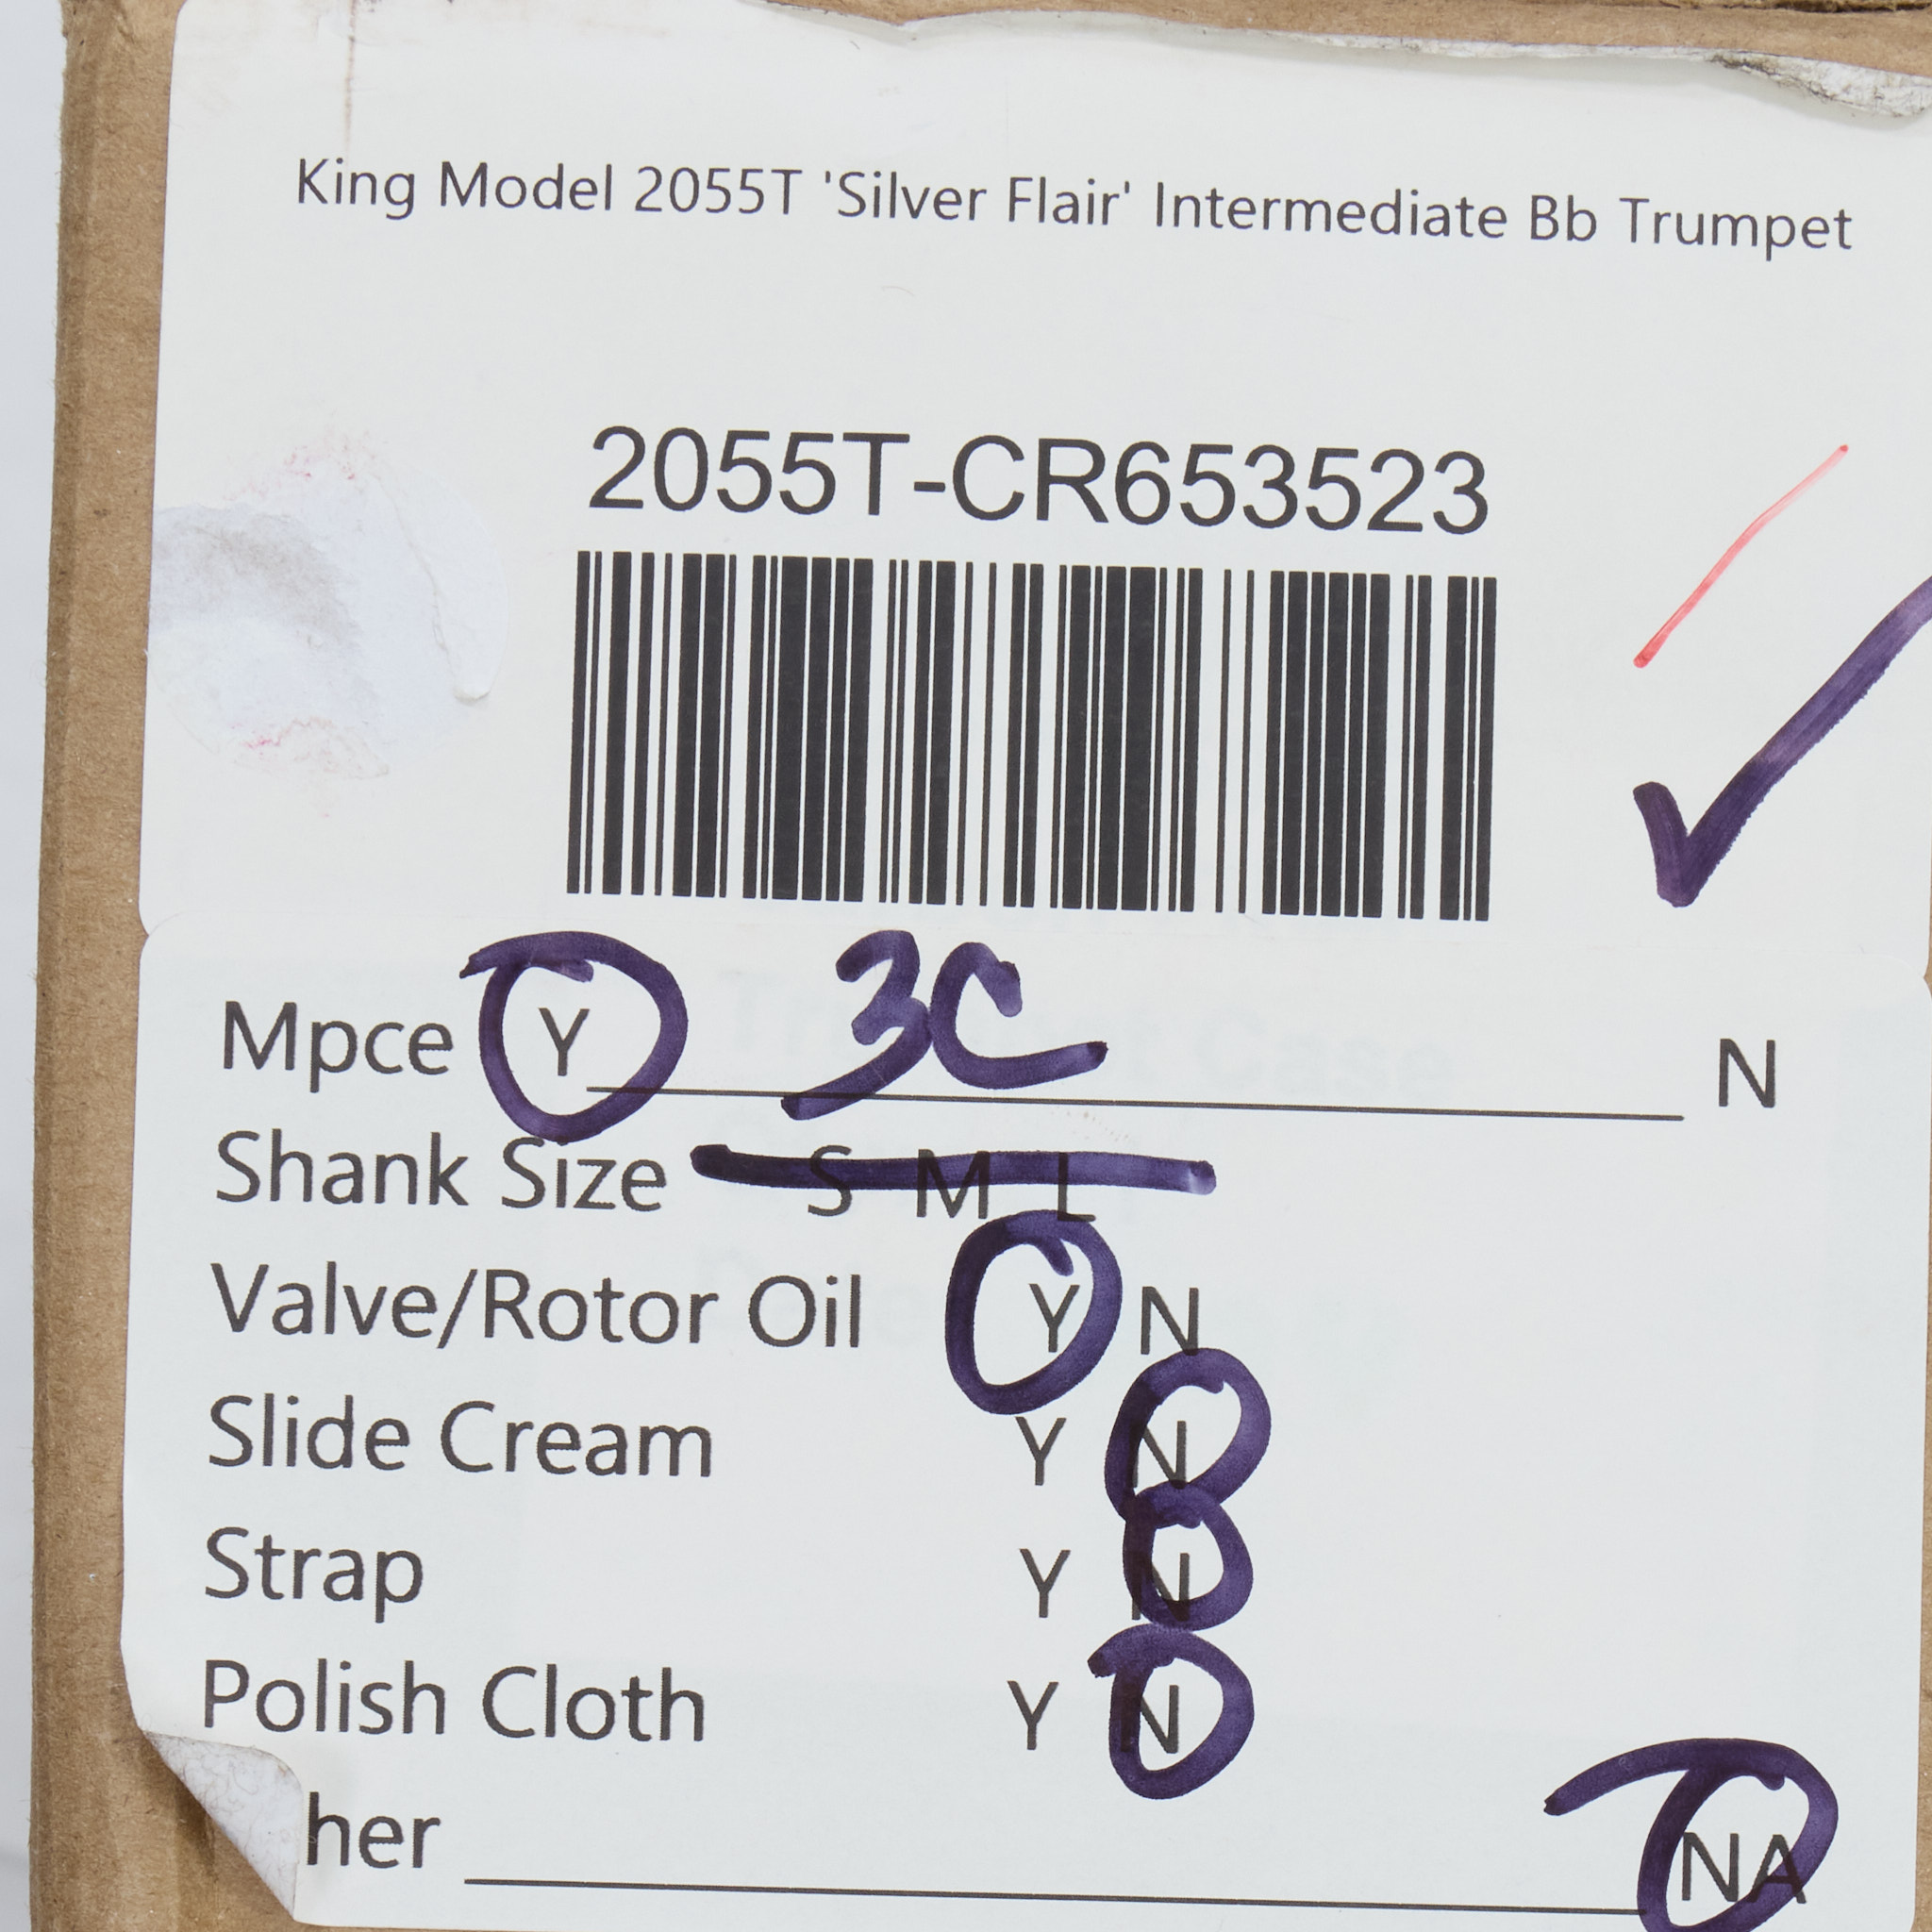 King Model 2055T 'Silver Flair' Intermediate Bb Trumpet
2055T-CR653523
Mpce Y 3C N
Shank Size S M L
Valve/Rotor Oil Y N
Slide Cream Y N
Strap Y N
Polish Cloth Y N
her NA